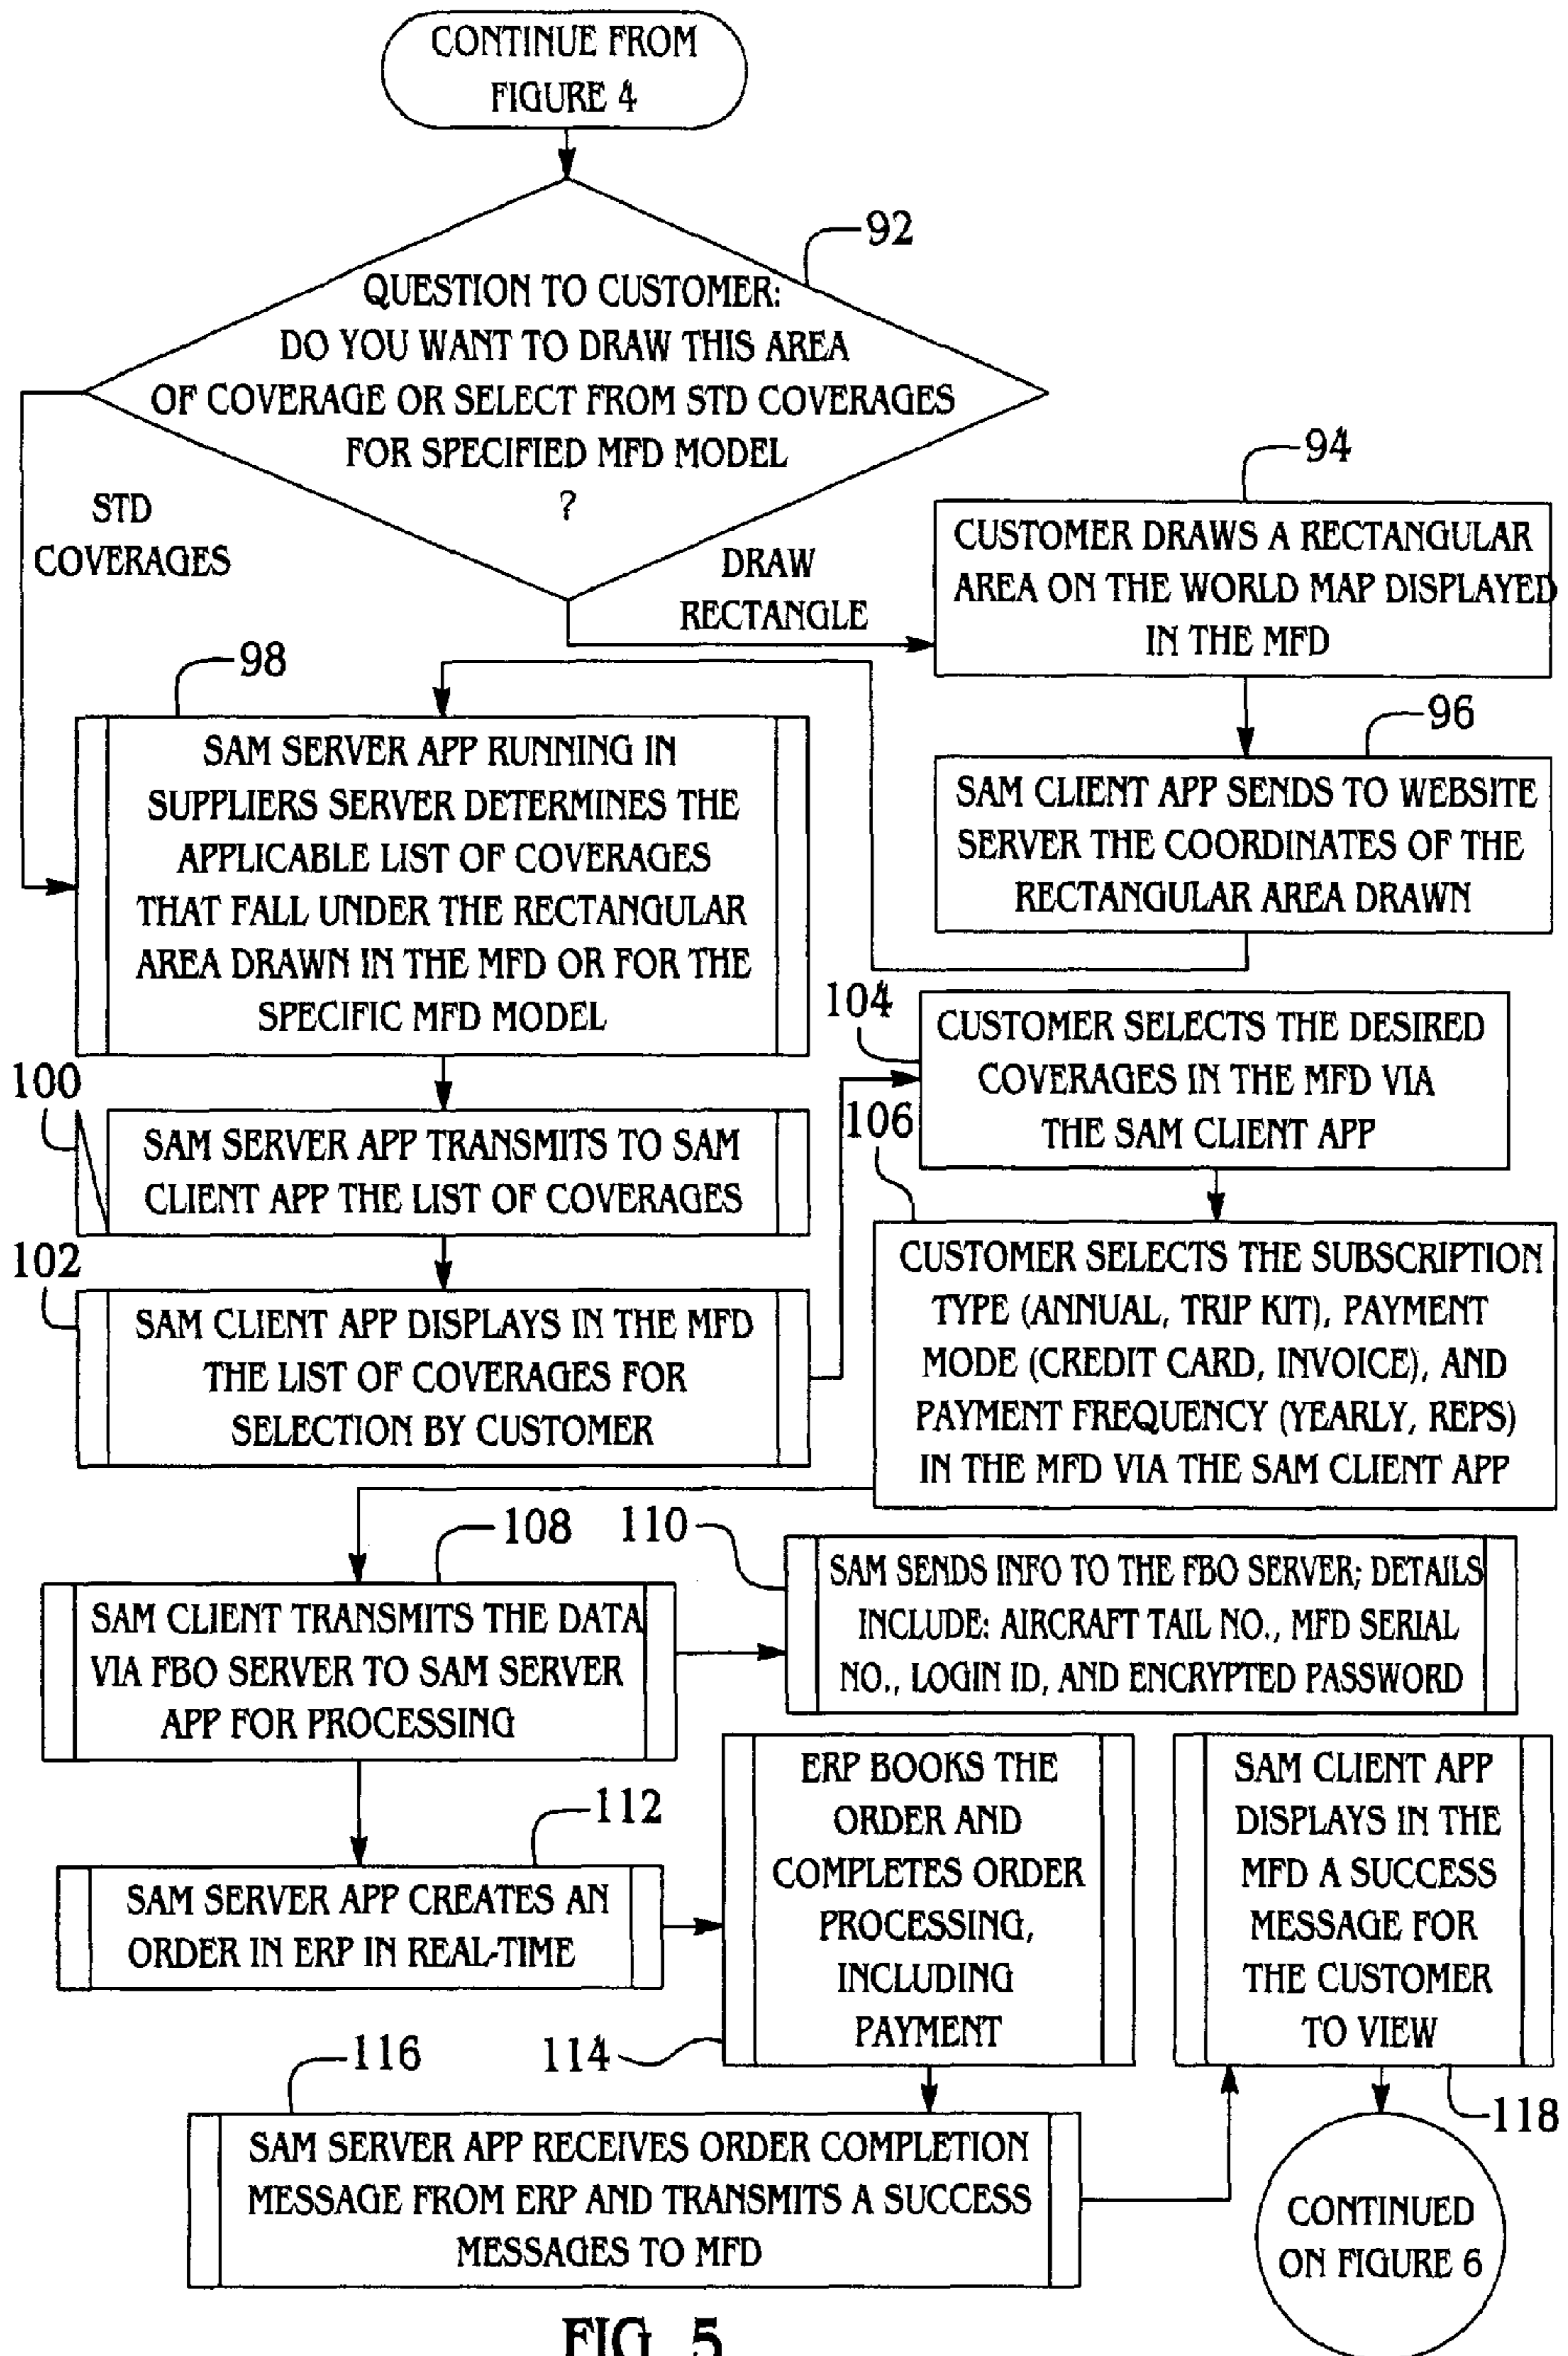 CONTINUE FROM
FIGURE 4
92
QUESTION TO CUSTOMER:
DO YOU WANT TO DRAW THIS AREA
OF COVERAGE OR SELECT FROM STD COVERAGES
FOR SPECIFIED MFD MODEL
?
STD
COVERAGES
DRAW
RECTANGLE
94
CUSTOMER DRAWS A RECTANGULAR
AREA ON THE WORLD MAP DISPLAYED
IN THE MFD
96
SAM CLIENT APP SENDS TO WEBSITE
SERVER THE COORDINATES OF THE
RECTANGULAR AREA DRAWN
98
SAM SERVER APP RUNNING IN
SUPPLIERS SERVER DETERMINES THE
APPLICABLE LIST OF COVERAGES
THAT FALL UNDER THE RECTANGULAR
AREA DRAWN IN THE MFD OR FOR THE
SPECIFIC MFD MODEL
100
SAM SERVER APP TRANSMITS TO SAM
CLIENT APP THE LIST OF COVERAGES
102
SAM CLIENT APP DISPLAYS IN THE MFD
THE LIST OF COVERAGES FOR
SELECTION BY CUSTOMER
104
CUSTOMER SELECTS THE DESIRED
COVERAGES IN THE MFD VIA
THE SAM CLIENT APP
106
CUSTOMER SELECTS THE SUBSCRIPTION
TYPE (ANNUAL, TRIP KIT), PAYMENT
MODE (CREDIT CARD, INVOICE), AND
PAYMENT FREQUENCY (YEARLY, REPS)
IN THE MFD VIA THE SAM CLIENT APP
108
SAM CLIENT TRANSMITS THE DATA
VIA FBO SERVER TO SAM SERVER
APP FOR PROCESSING
110
SAM SENDS INFO TO THE FBO SERVER; DETAILS
INCLUDE: AIRCRAFT TAIL NO., MFD SERIAL
NO., LOGIN ID, AND ENCRYPTED PASSWORD
112
SAM SERVER APP CREATES AN
ORDER IN ERP IN REAL-TIME
114
ERP BOOKS THE
ORDER AND
COMPLETES ORDER
PROCESSING,
INCLUDING
PAYMENT
116
SAM SERVER APP RECEIVES ORDER COMPLETION
MESSAGE FROM ERP AND TRANSMITS A SUCCESS
MESSAGES TO MFD
SAM CLIENT APP
DISPLAYS IN THE
MFD A SUCCESS
MESSAGE FOR
THE CUSTOMER
TO VIEW
118
CONTINUED
ON FIGURE 6
FIG. 5